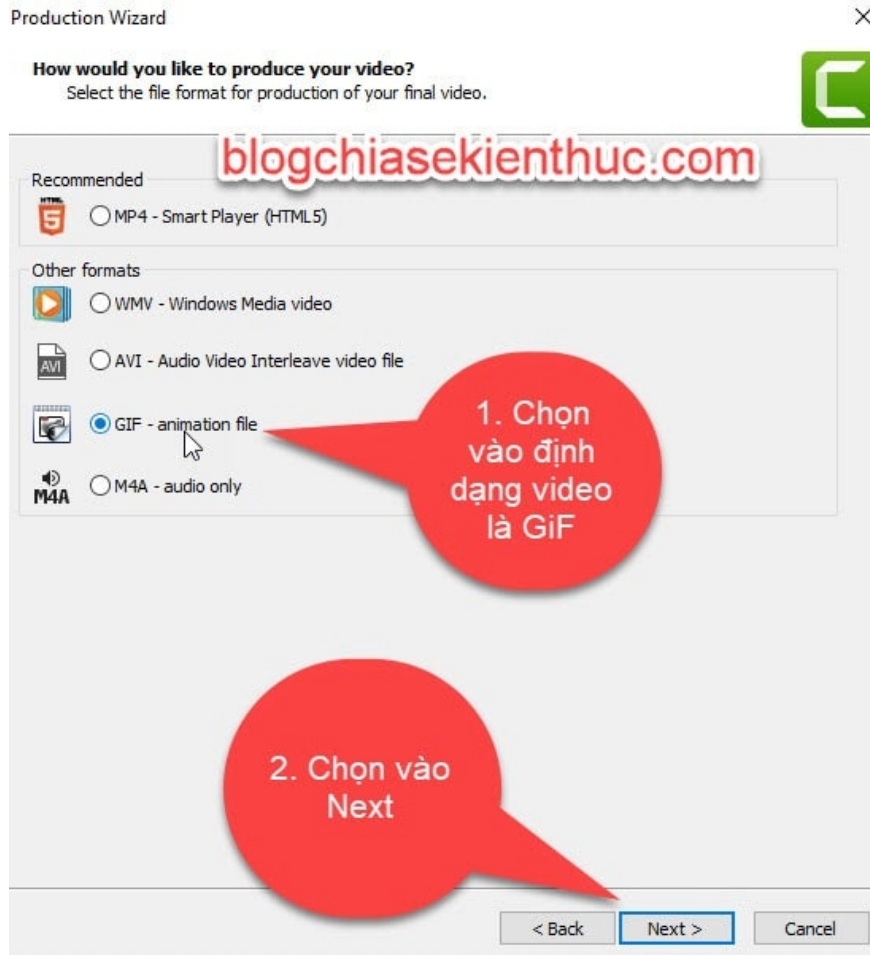 Production Wizard
How would you like to produce your video?
Select the file format for production of your final video.
blogchiasekienthuc.com
Recommended
HTML
5
MP4 - Smart Player (HTML5)
Other formats
WMV - Windows Media video
AVI
AVI - Audio Video Interleave video file
GIF - animation file
M4A
M4A - audio only
1. Chọn
vào định
dạng video
là GiF
2. Chọn vào
Next
< Back
Next >
Cancel